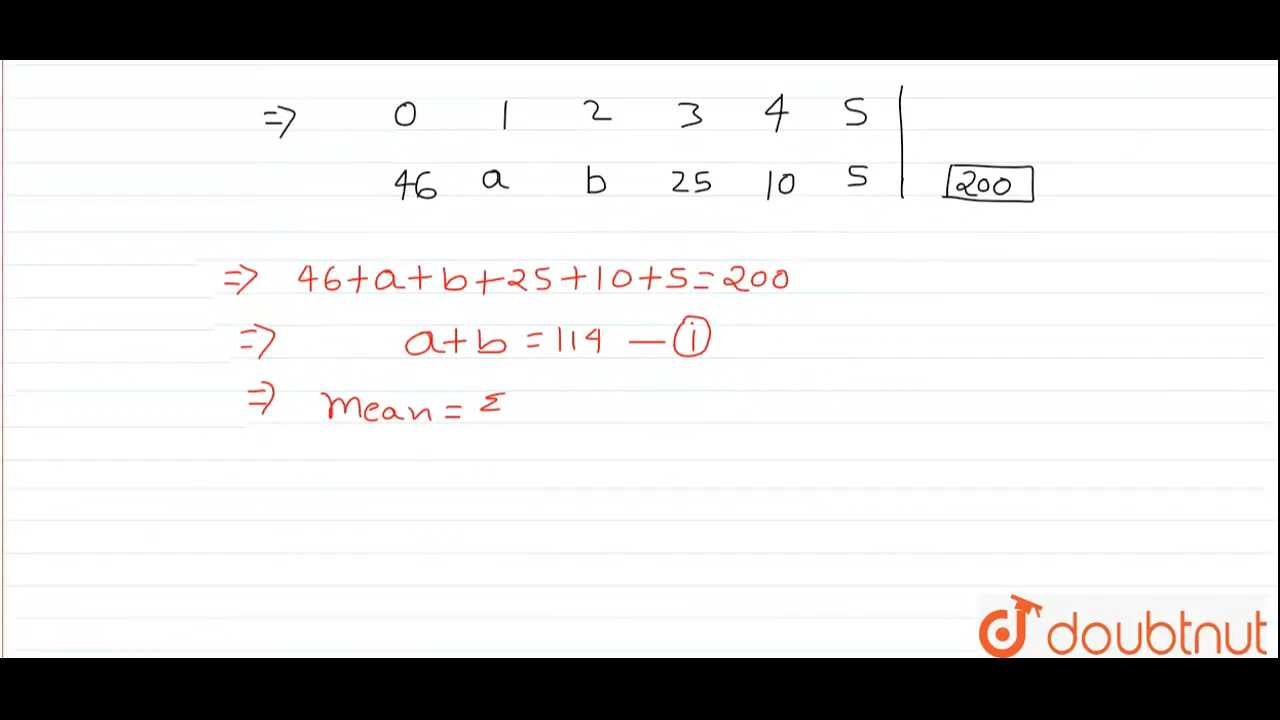 ⇒ 0 1 2 3 4 5
46 a b 25 10 5 200
⇒ 46+a+b+25+10+5=200
⇒ a+b=114 — (i)
⇒ mean = Σ
doubtnut